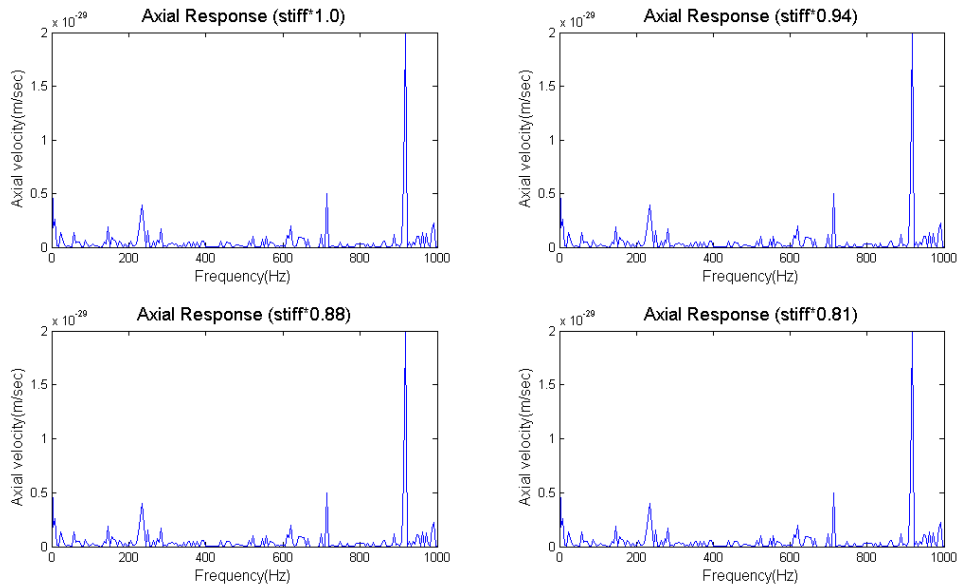 Axial Response (stiff*1.0)
x 10^-29
2
1.5
1
0.5
0
Axial velocity(m/sec)
0 200 400 600 800 1000
Frequency(Hz)
Axial Response (stiff*0.94)
x 10^-29
2
1.5
1
0.5
0
Axial velocity(m/sec)
0 200 400 600 800 1000
Frequency(Hz)
Axial Response (stiff*0.88)
x 10^-29
2
1.5
1
0.5
0
Axial velocity(m/sec)
0 200 400 600 800 1000
Frequency(Hz)
Axial Response (stiff*0.81)
x 10^-29
2
1.5
1
0.5
0
Axial velocity(m/sec)
0 200 400 600 800 1000
Frequency(Hz)